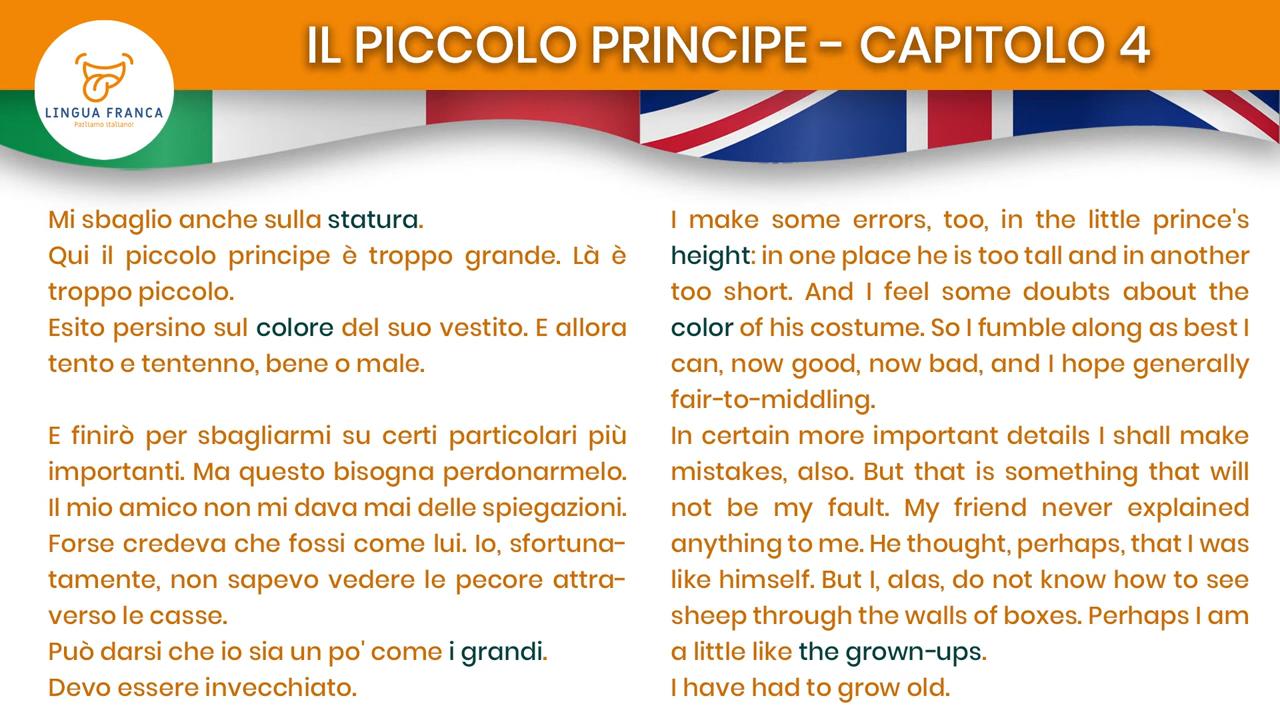 IL PICCOLO PRINCIPE - CAPITOLO 4
LINGUA FRANCA
Parliamo italiano!
Mi sbaglio anche sulla statura.
Qui il piccolo principe è troppo grande. Là è
troppo piccolo.
Esito persino sul colore del suo vestito. E allora
tento e tentenno, bene o male.
E finirò per sbagliarmi su certi particolari più
importanti. Ma questo bisogna perdonarmelo.
Il mio amico non mi dava mai delle spiegazioni.
Forse credeva che fossi come lui. Io, sfortuna-
tamente, non sapevo vedere le pecore attra-
verso le casse.
Può darsi che io sia un po' come i grandi.
Devo essere invecchiato.
I make some errors, too, in the little prince's
height: in one place he is too tall and in another
too short. And I feel some doubts about the
color of his costume. So I fumble along as best I
can, now good, now bad, and I hope generally
fair-to-middling.
In certain more important details I shall make
mistakes, also. But that is something that will
not be my fault. My friend never explained
anything to me. He thought, perhaps, that I was
like himself. But I, alas, do not know how to see
sheep through the walls of boxes. Perhaps I am
a little like the grown-ups.
I have had to grow old.